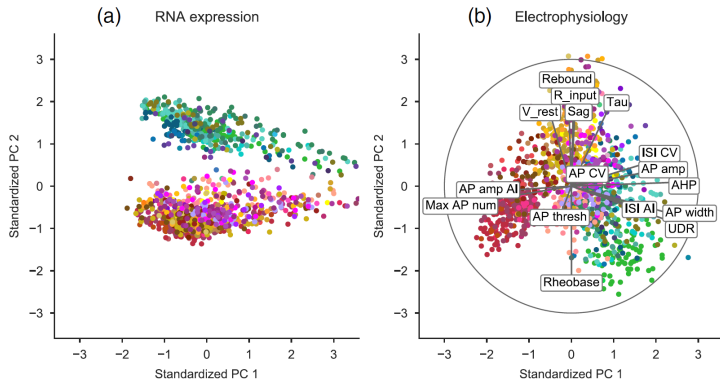 (a) RNA expression
Standardized PC 2
3
2
1
0
−1
−2
−3
−3 −2 −1 0 1 2 3
Standardized PC 1
(b) Electrophysiology
Standardized PC 2
3
2
1
0
−1
−2
−3
Rebound
R_input
Tau
V_rest Sag
ISI CV
AP CV AP amp
AHP
AP amp AI
Max AP num
AP thresh ISI AI AP width
UDR
Rheobase
−3 −2 −1 0 1 2 3
Standardized PC 1